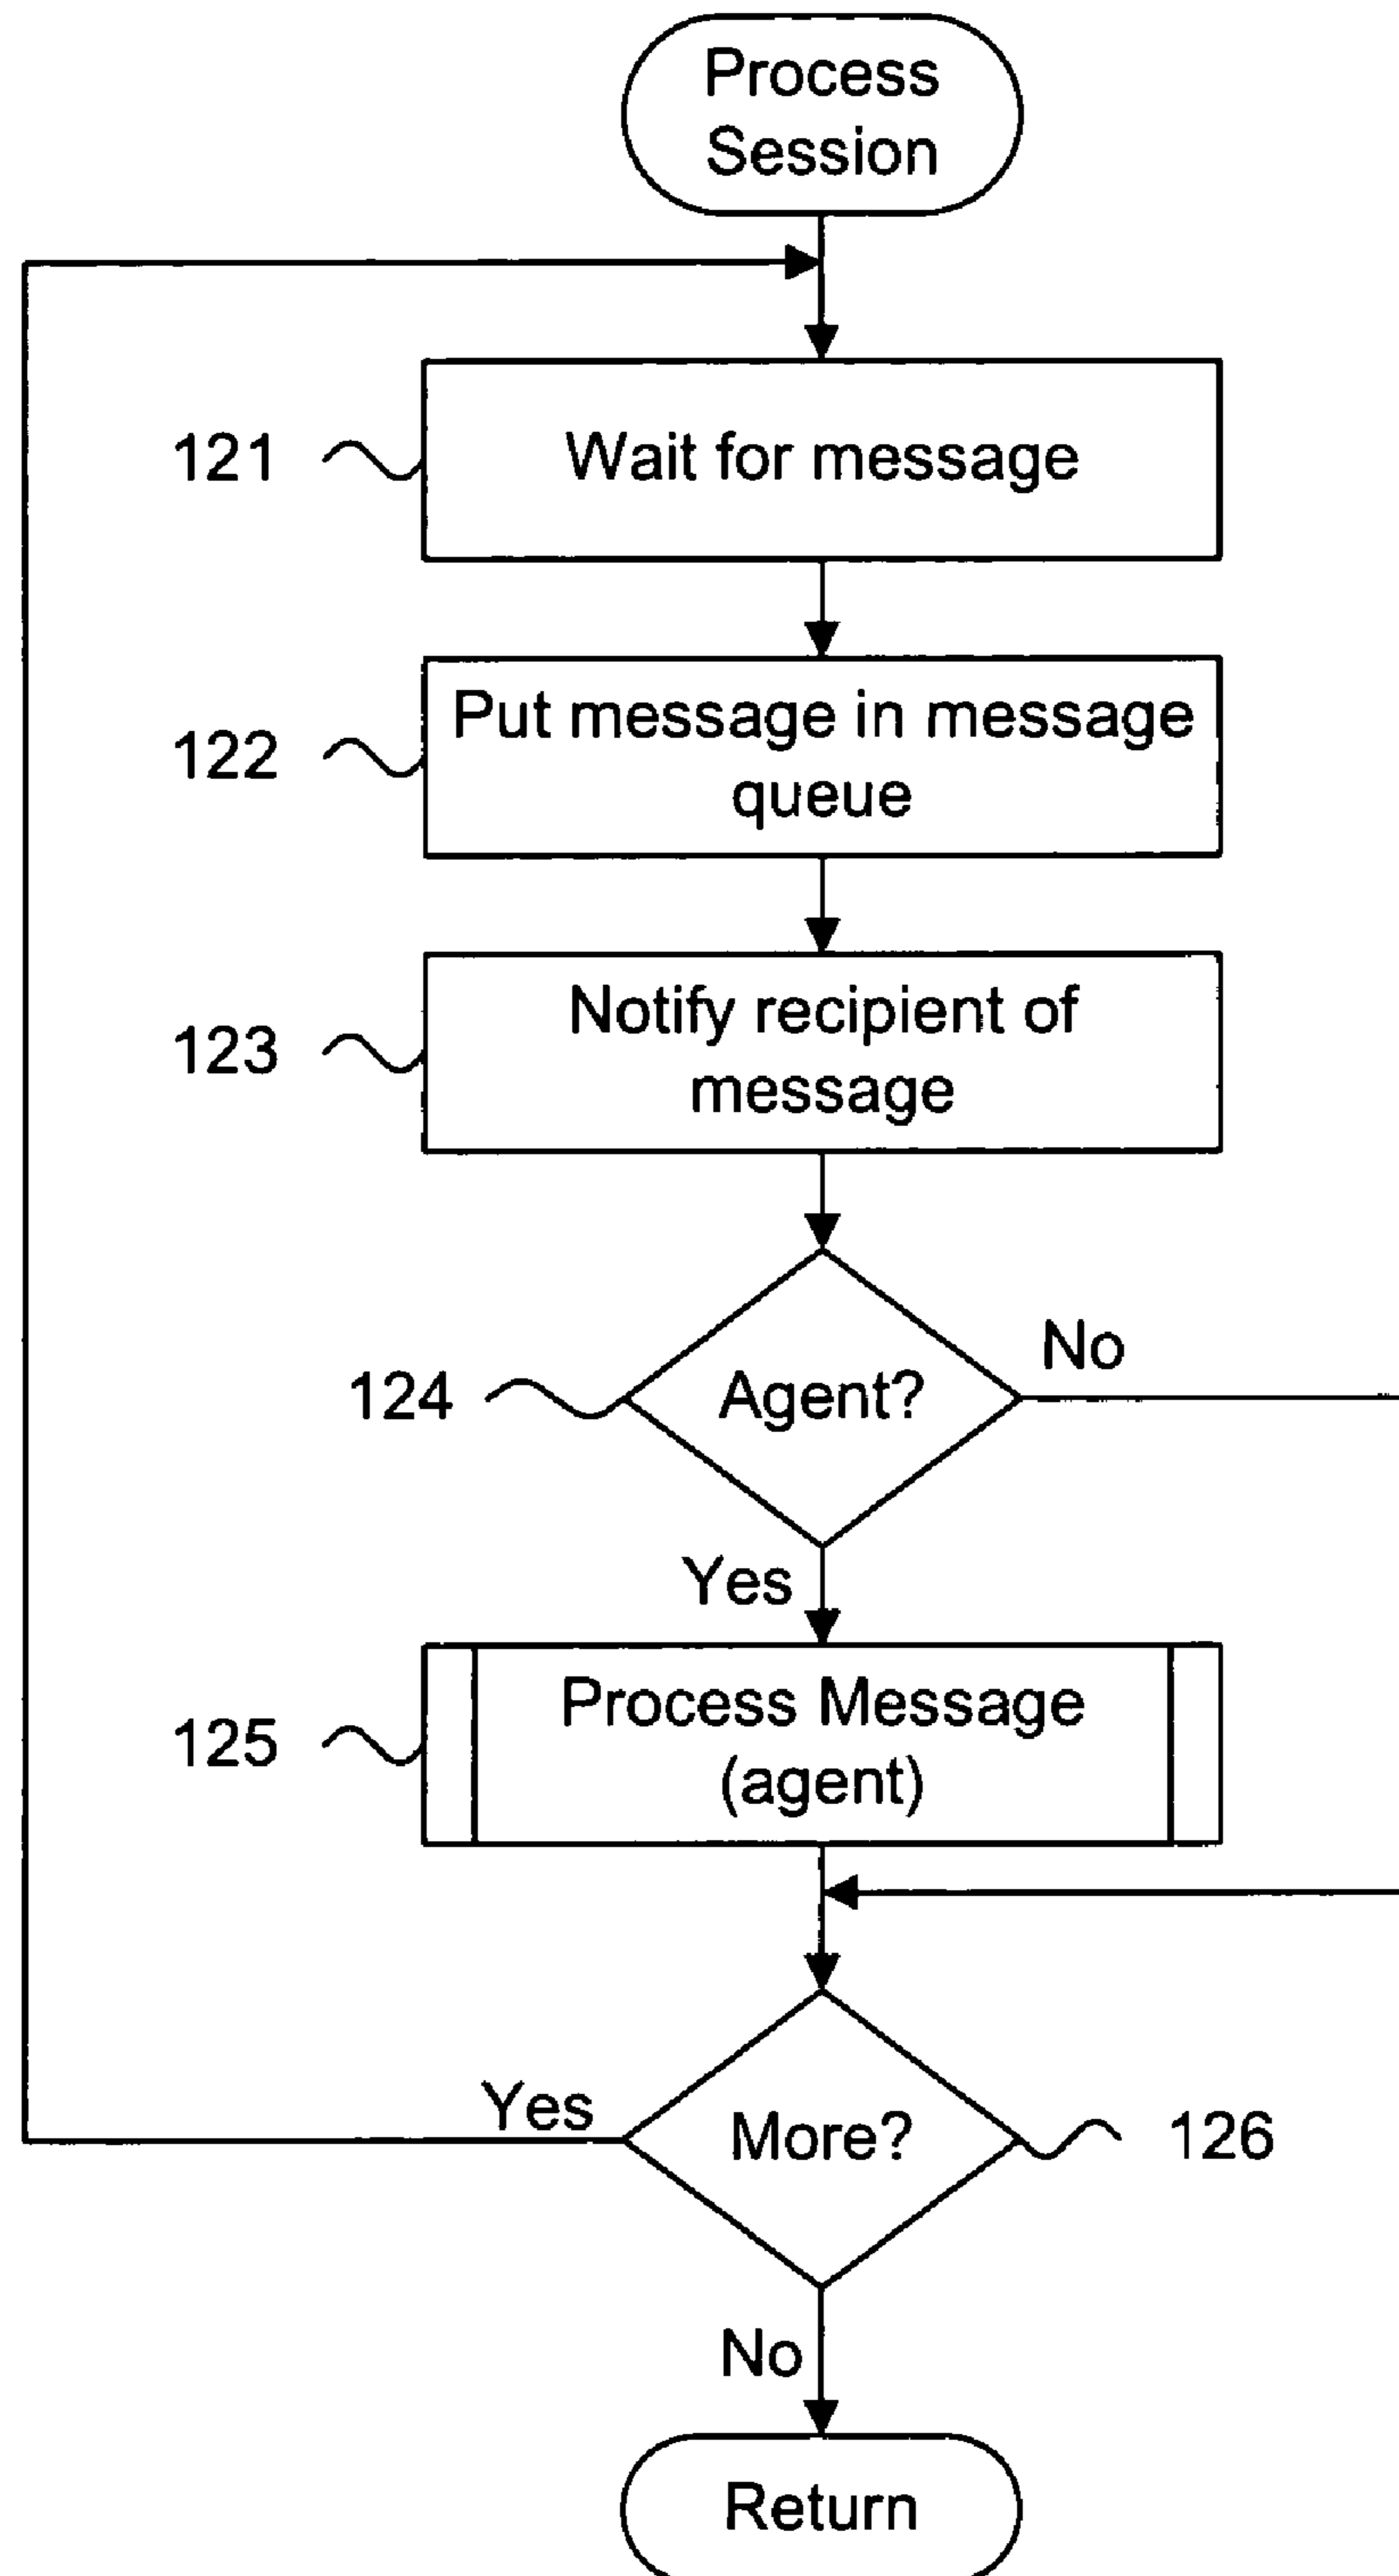 Process
Session
121
Wait for message
122
Put message in message
queue
123
Notify recipient of
message
124
Agent?
No
Yes
125
Process Message
(agent)
Yes
More?
126
No
Return